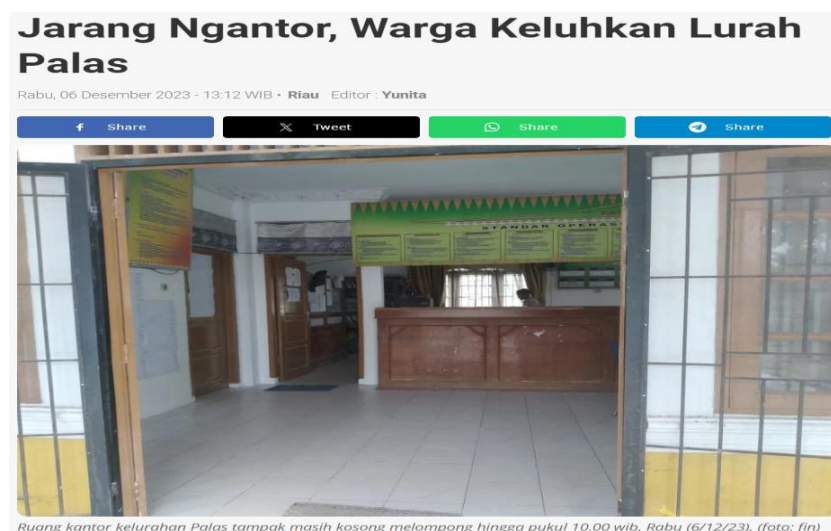 Jarang Ngantor, Warga Keluhkan Lurah
Palas
Rabu, 06 Desember 2023 - 13:12 WIB • Riau Editor : Yunita
Share
Tweet
Share
Share
STANDAR OPERAS
Ruang kantor kelurahan Palas tampak masih kosong melompong hingga pukul 10.00 wib, Rabu (6/12/23). (foto: fin)